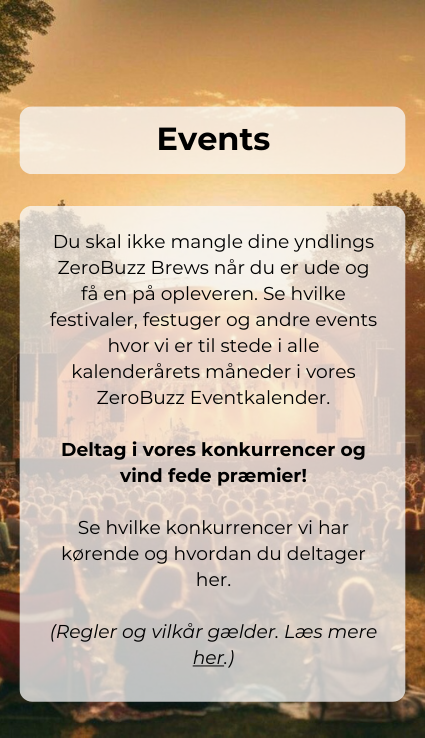 Events
Du skal ikke mangle dine yndlings
ZeroBuzz Brews når du er ude og
få en på opleveren. Se hvilke
festivaler, festuger og andre events
hvor vi er til stede i alle
kalenderårets måneder i vores
ZeroBuzz Eventkalender.
Deltag i vores konkurrencer og
vind fede præmier!
Se hvilke konkurrencer vi har
kørende og hvordan du deltager
her.
(Regler og vilkår gælder. Læs mere
her.)